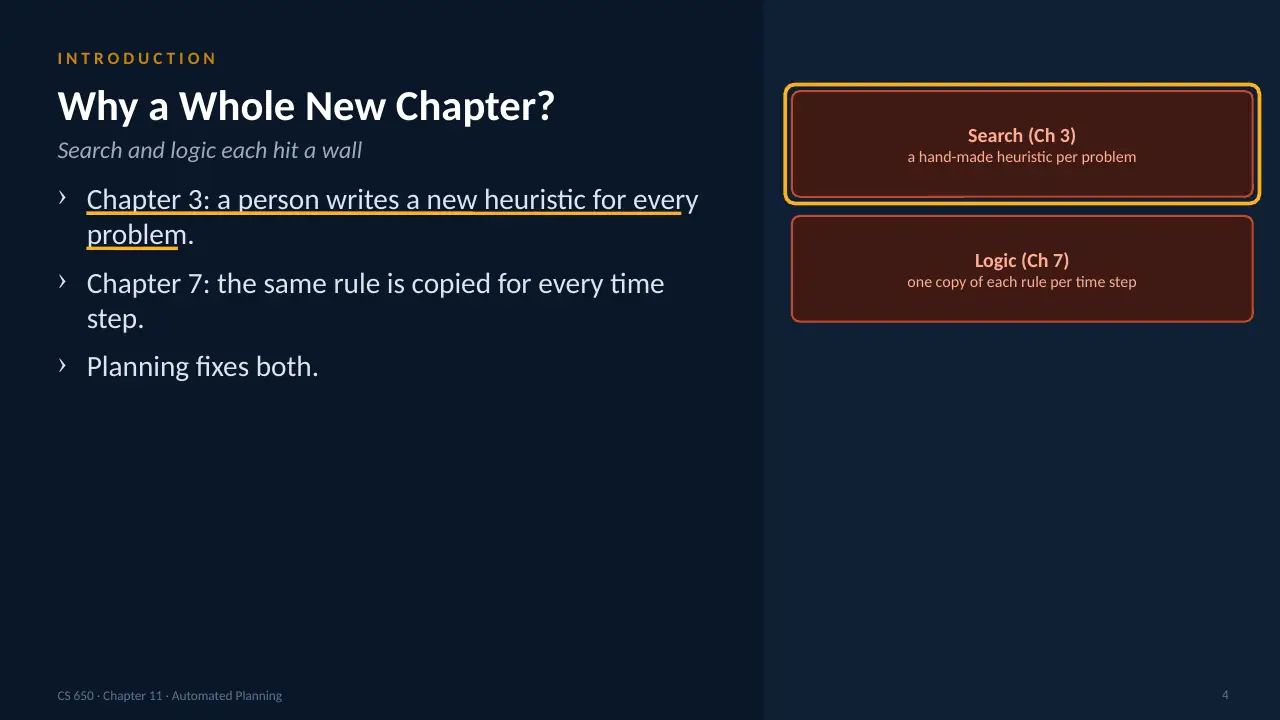 INTRODUCTION
Why a Whole New Chapter?
Search and logic each hit a wall
› Chapter 3: a person writes a new heuristic for every
problem.
› Chapter 7: the same rule is copied for every time
step.
› Planning fixes both.
Search (Ch 3)
a hand-made heuristic per problem
Logic (Ch 7)
one copy of each rule per time step
CS 650 · Chapter 11 · Automated Planning
4